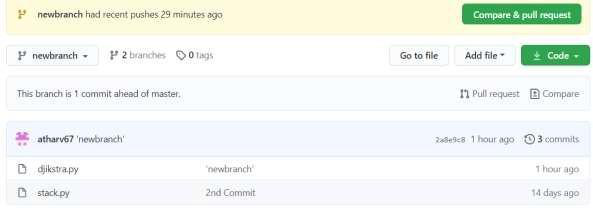 newbranch had recent pushes 29 minutes ago
Compare & pull request
newbranch
2 branches
0 tags
Go to file
Add file
Code
This branch is 1 commit ahead of master.
Pull request
Compare
atharv67 'newbranch'
2a8e9c8 1 hour ago
3 commits
djikstra.py 'newbranch' 1 hour ago
stack.py 2nd Commit 14 days ago